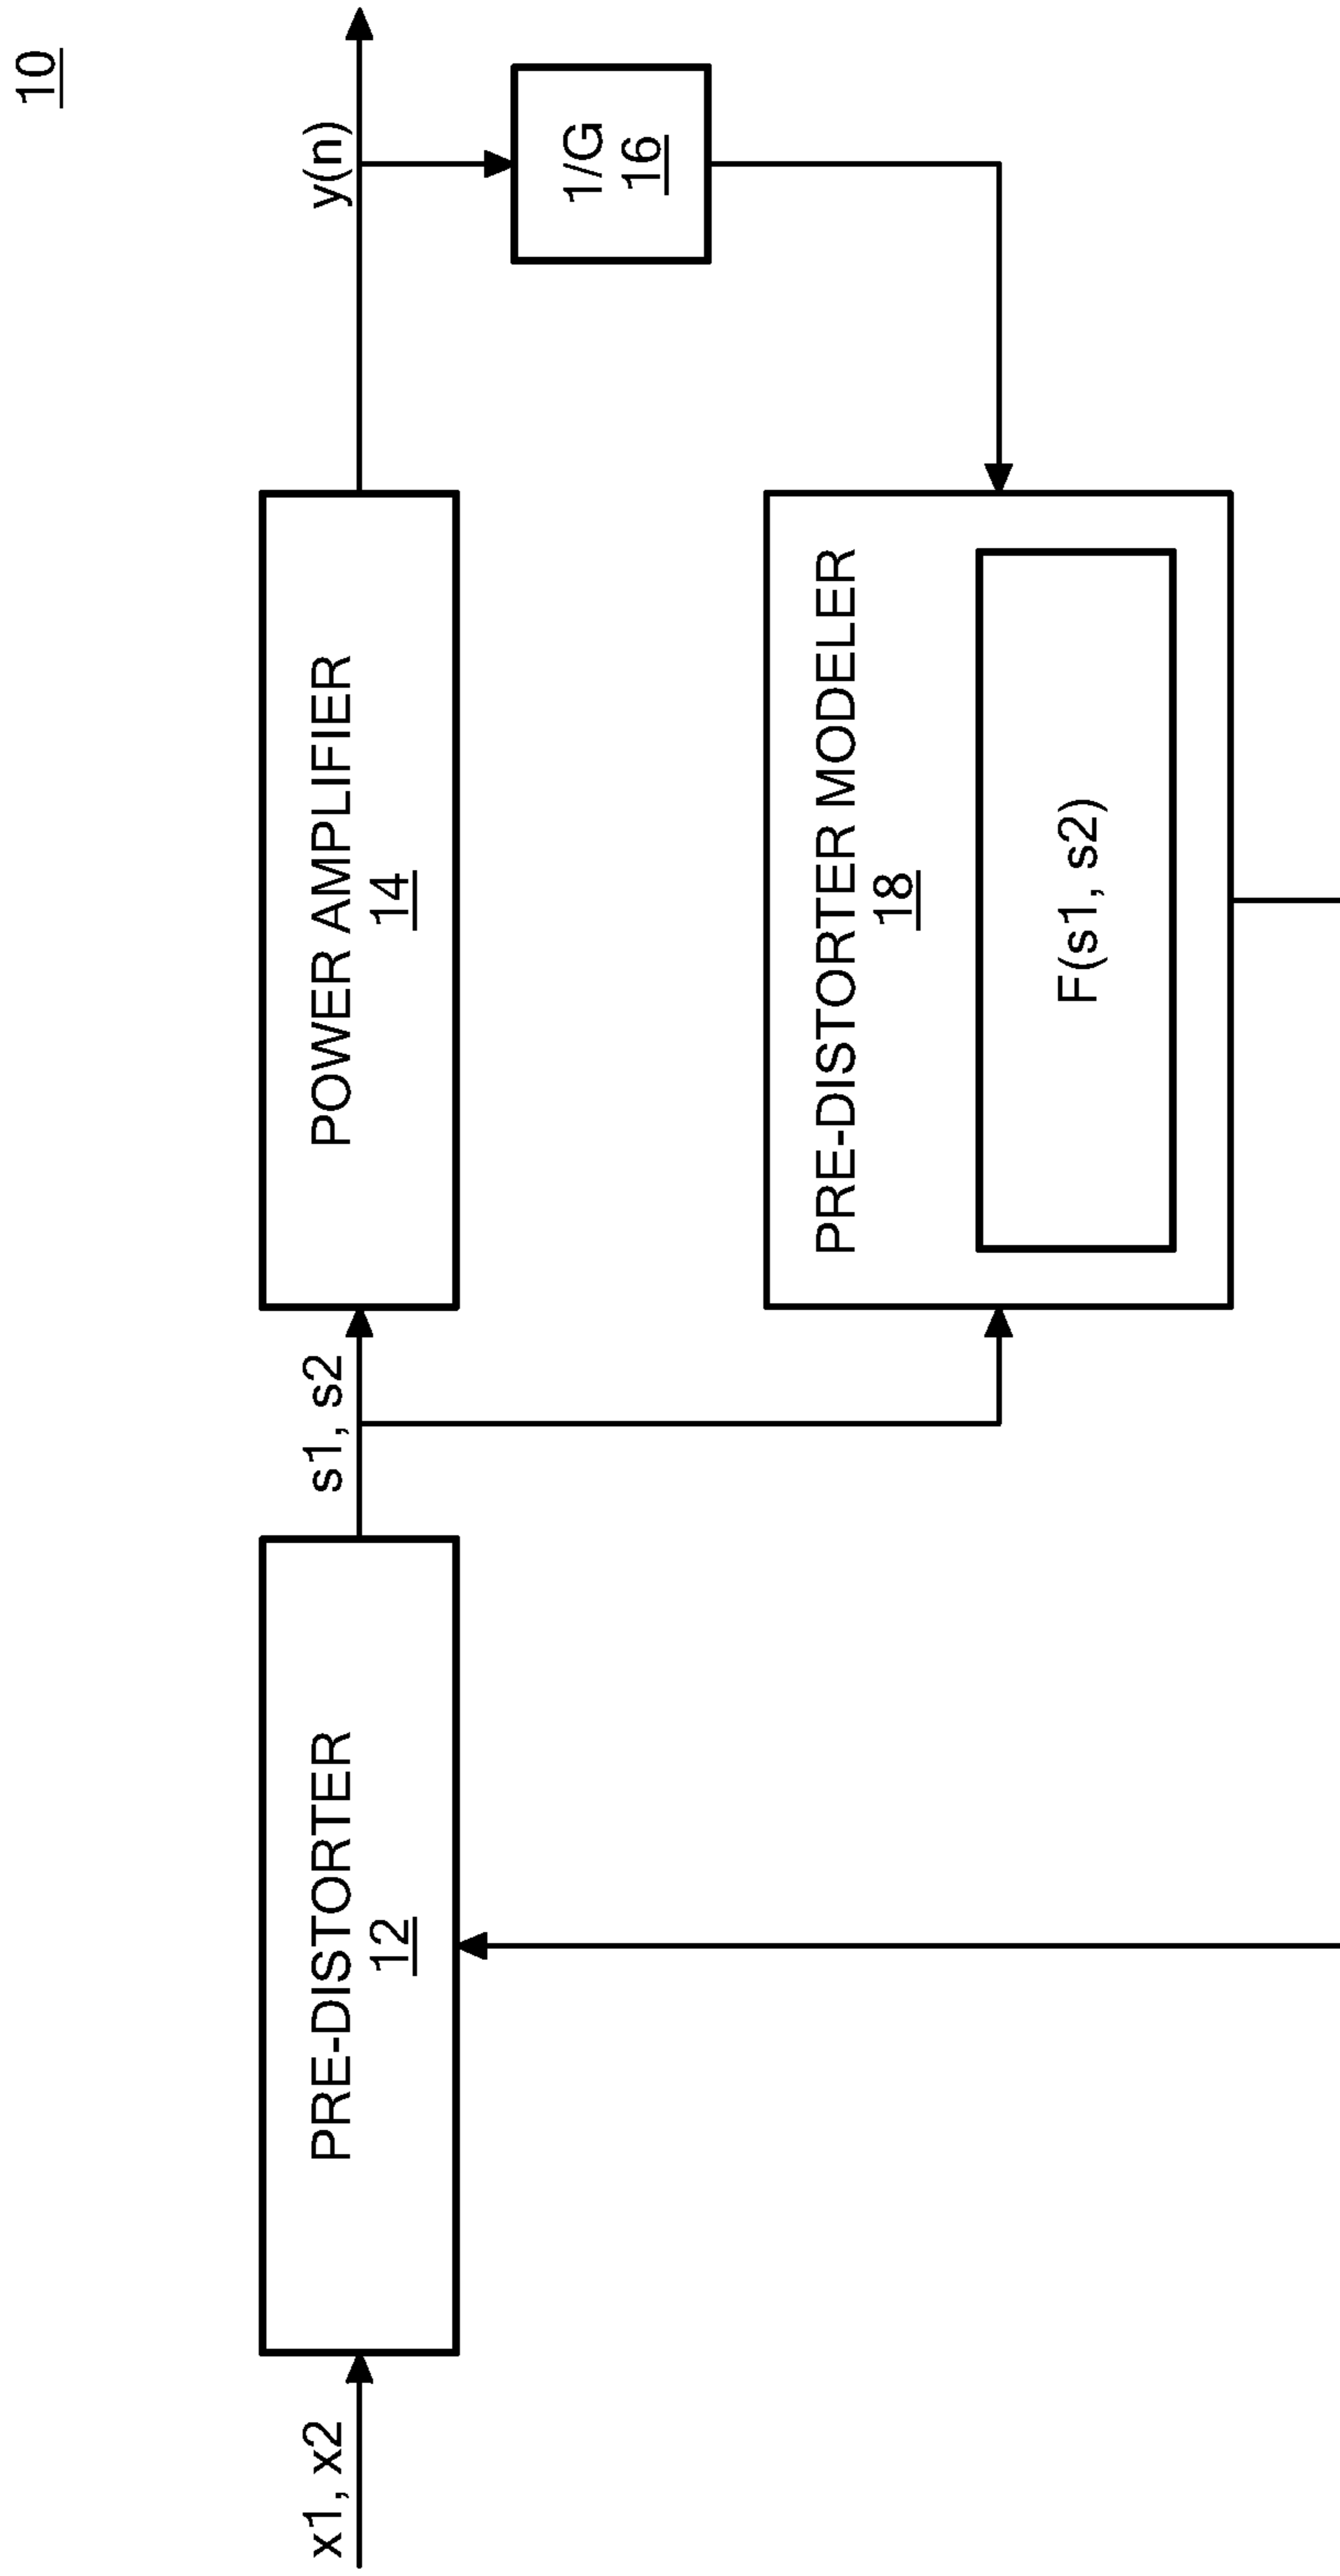 10
x1, x2
PRE-DISTORTER
12
s1, s2
POWER AMPLIFIER
14
y(n)
1/G
16
PRE-DISTORTER MODELER
18
F(s1, s2)